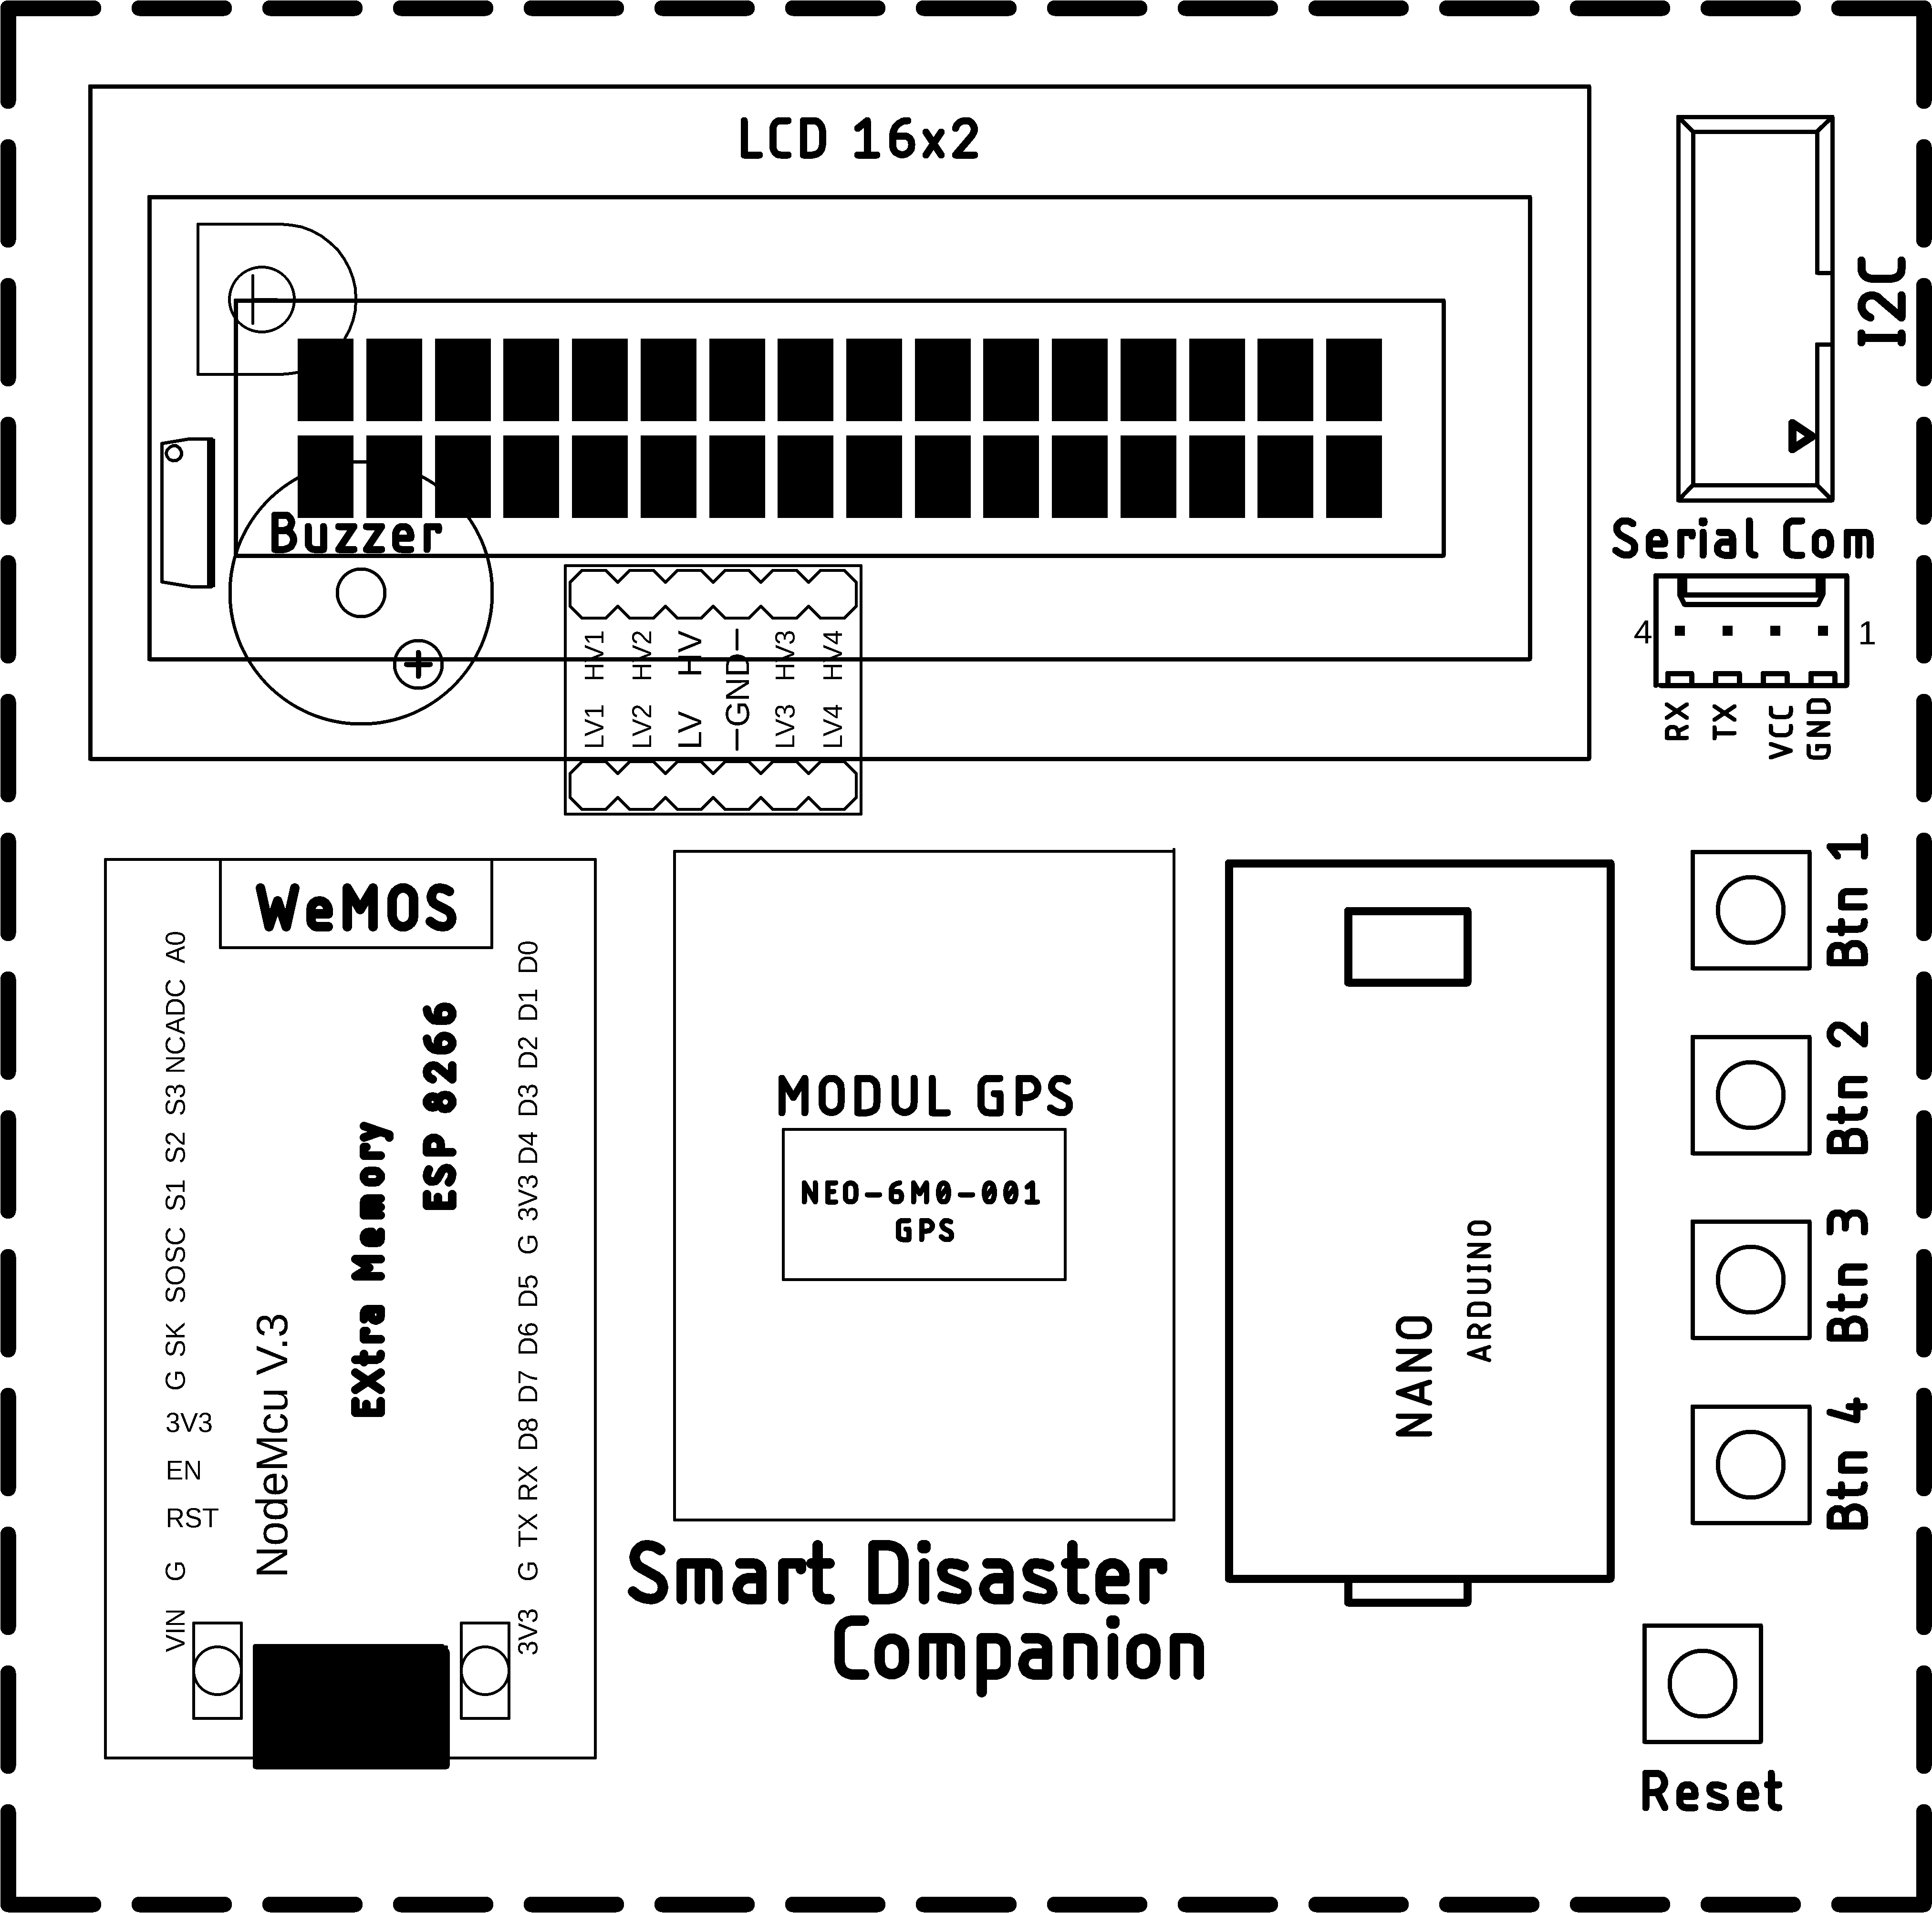 LCD 16x2
I2C
Buzzer
Serial Com
4
1
RX
TX
VCC
GND
HV1
HV2
HV
-GND-
HV3
HV4
LV1
LV2
LV
LV3
LV4
WeMOS
A0
NCADC
S3
S2
S1
SOSC
SK
G
3V3
EN
RST
G
VIN
NodeMcu V.3
EXtra Memory
ESP 8266
D0
D1
D2
D3
D4
3V3
G
D5
D6
D7
D8
RX
TX
G
3V3
MODUL GPS
NEO-6M0-001
GPS
NANO
ARDUINO
Btn 1
Btn 2
Btn 3
Btn 4
Smart Disaster
Companion
Reset